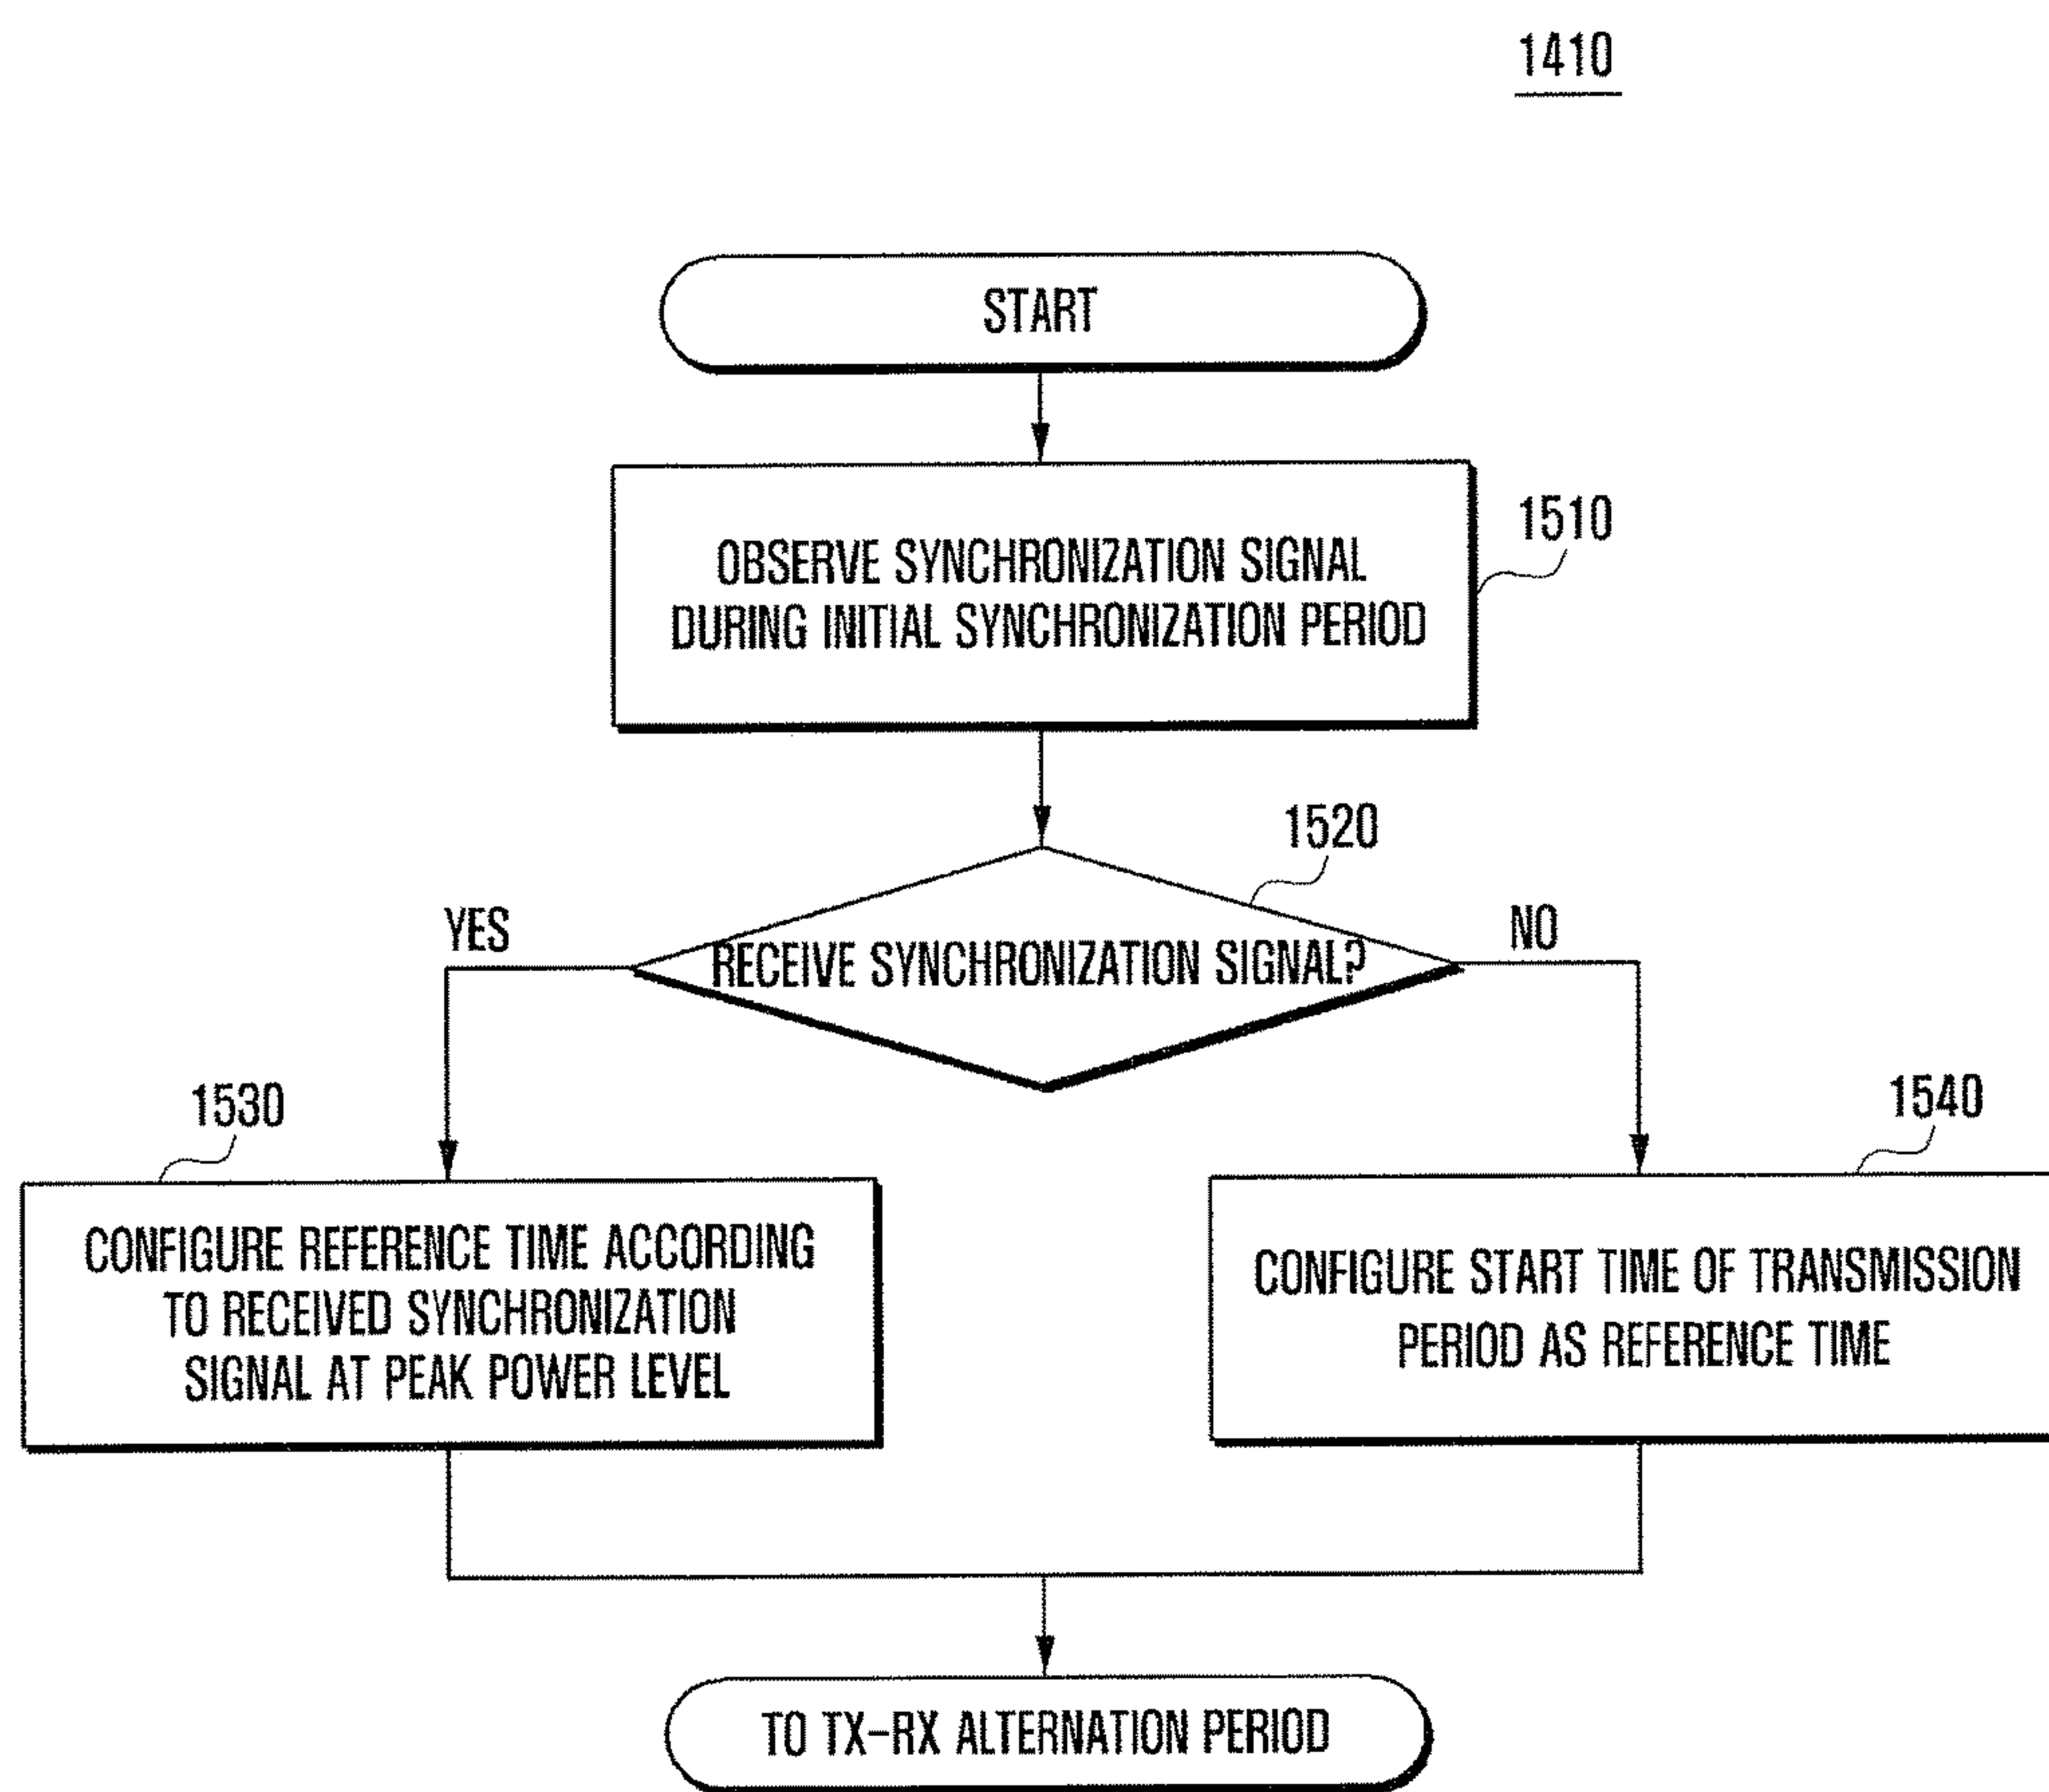 1410
START
OBSERVE SYNCHRONIZATION SIGNAL
DURING INITIAL SYNCHRONIZATION PERIOD
1510
1520
YES
RECEIVE SYNCHRONIZATION SIGNAL?
NO
1530
1540
CONFIGURE REFERENCE TIME ACCORDING
TO RECEIVED SYNCHRONIZATION
SIGNAL AT PEAK POWER LEVEL
CONFIGURE START TIME OF TRANSMISSION
PERIOD AS REFERENCE TIME
TO TX-RX ALTERNATION PERIOD